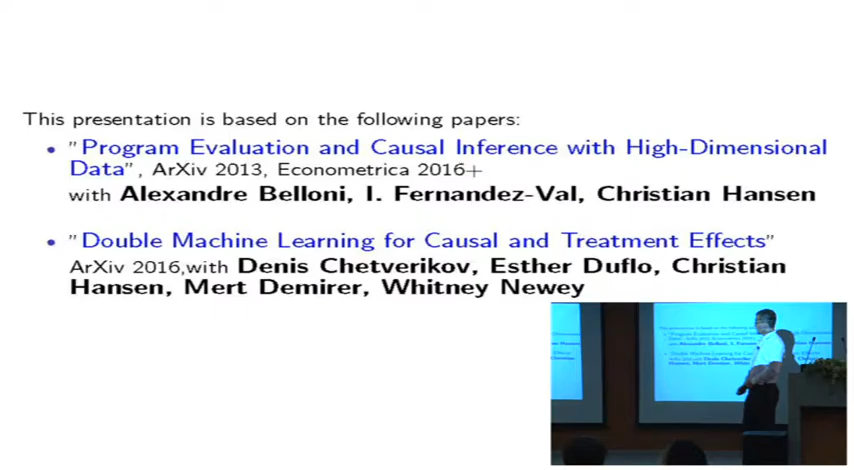 This presentation is based on the following papers:
• "Program Evaluation and Causal Inference with High-Dimensional
Data", ArXiv 2013, Econometrica 2016+
with Alexandre Belloni, I. Fernandez-Val, Christian Hansen
• "Double Machine Learning for Causal and Treatment Effects"
ArXiv 2016,with Denis Chetverikov, Esther Duflo, Christian
Hansen, Mert Demirer, Whitney Newey